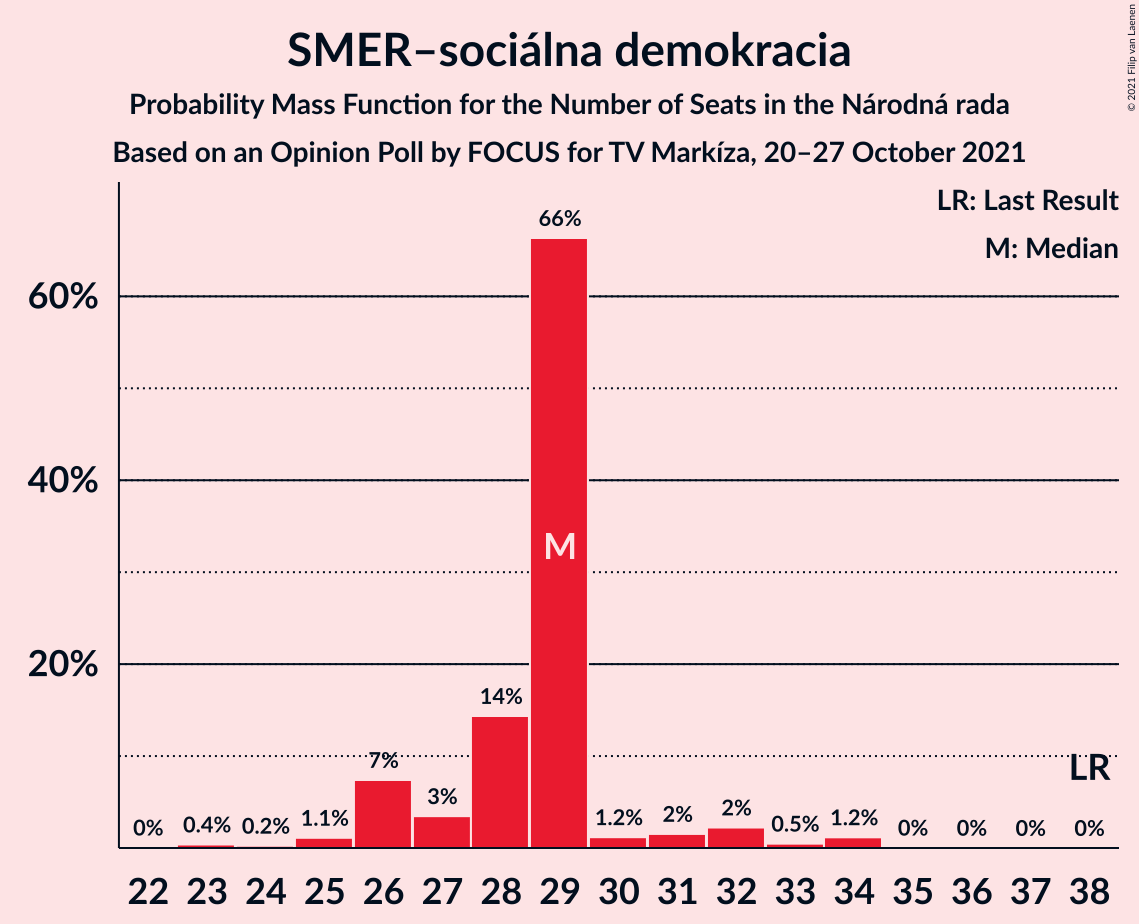 SMER–sociálna demokracia
Probability Mass Function for the Number of Seats in the Národná rada
Based on an Opinion Poll by FOCUS for TV Markíza, 20–27 October 2021
© 2021 Filip van Laenen
LR: Last Result
M: Median
60%
40%
20%
0%
0.4%
0.2%
1.1%
7%
3%
14%
66%
M
1.2%
2%
2%
0.5%
1.2%
0%
0%
0%
0%
LR
22 23 24 25 26 27 28 29 30 31 32 33 34 35 36 37 38